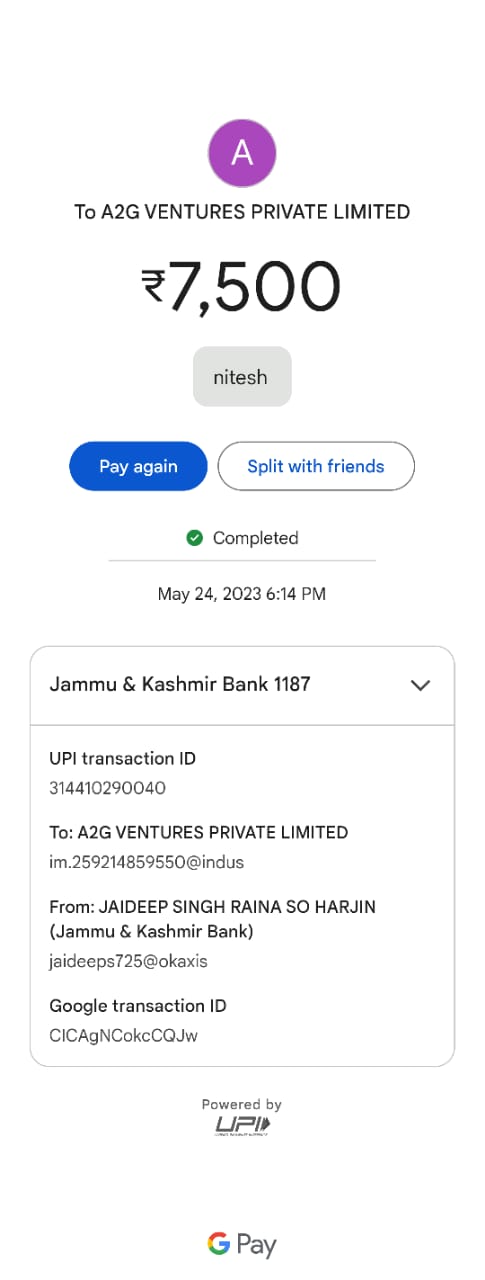 A
To A2G VENTURES PRIVATE LIMITED
₹7,500
nitesh
Pay again
Split with friends
Completed
May 24, 2023 6:14 PM
Jammu & Kashmir Bank 1187
UPI transaction ID
314410290040
To: A2G VENTURES PRIVATE LIMITED
im.259214859550@indus
From: JAIDEEP SINGH RAINA SO HARJIN
(Jammu & Kashmir Bank)
jaideeps725@okaxis
Google transaction ID
CICAgNCokcCQJw
Powered by
UPI
G Pay